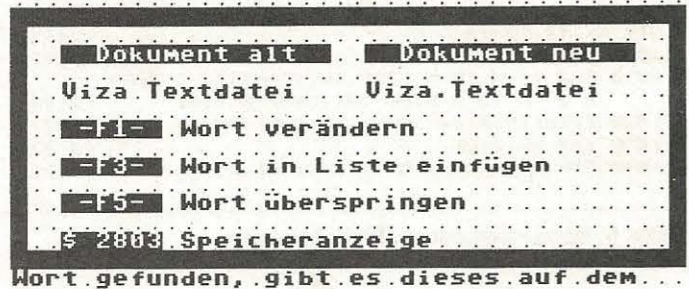 Dokument alt Dokument neu
Viza.Textdatei Viza.Textdatei
-F1- Wort verändern
-F3- Wort in Liste einfügen
-F5- Wort überspringen
$ 2803 Speicheranzeige
Wort gefunden, gibt es dieses auf dem